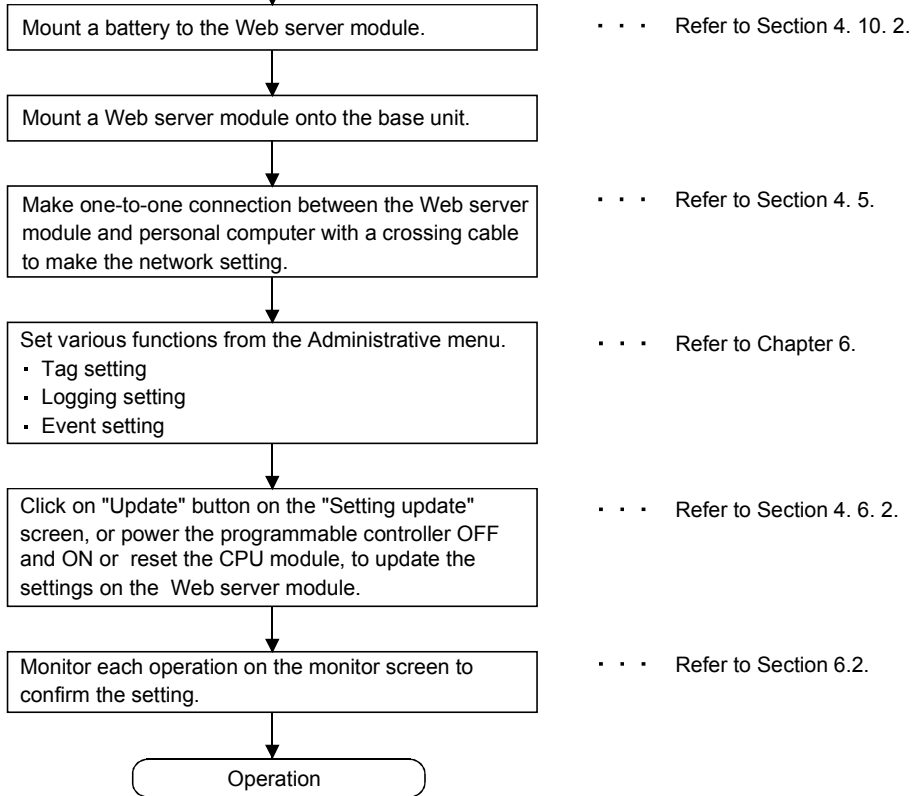 Mount a battery to the Web server module.
・・・ Refer to Section 4. 10. 2.
Mount a Web server module onto the base unit.
Make one-to-one connection between the Web server
module and personal computer with a crossing cable
to make the network setting.
・・・ Refer to Section 4. 5.
Set various functions from the Administrative menu.
・ Tag setting
・ Logging setting
・ Event setting
・・・ Refer to Chapter 6.
Click on "Update" button on the "Setting update"
screen, or power the programmable controller OFF
and ON or reset the CPU module, to update the
settings on the Web server module.
・・・ Refer to Section 4. 6. 2.
Monitor each operation on the monitor screen to
confirm the setting.
・・・ Refer to Section 6.2.
Operation